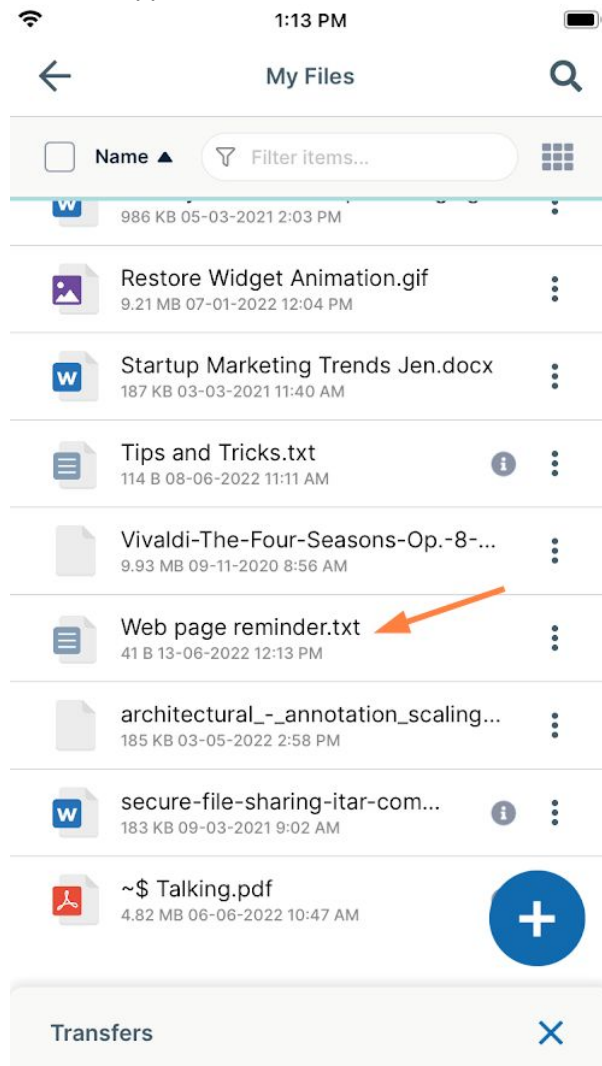 1:13 PM
My Files
Name ▲ Filter items...
W
986 KB 05-03-2021 2:03 PM
Restore Widget Animation.gif
9.21 MB 07-01-2022 12:04 PM
W
Startup Marketing Trends Jen.docx
187 KB 03-03-2021 11:40 AM
Tips and Tricks.txt
114 B 08-06-2022 11:11 AM
Vivaldi-The-Four-Seasons-Op.-8-...
9.93 MB 09-11-2020 8:56 AM
Web page reminder.txt
41 B 13-06-2022 12:13 PM
architectural_-_annotation_scaling...
185 KB 03-05-2022 2:58 PM
W
secure-file-sharing-itar-com...
183 KB 09-03-2021 9:02 AM
~$ Talking.pdf
4.82 MB 06-06-2022 10:47 AM
Transfers